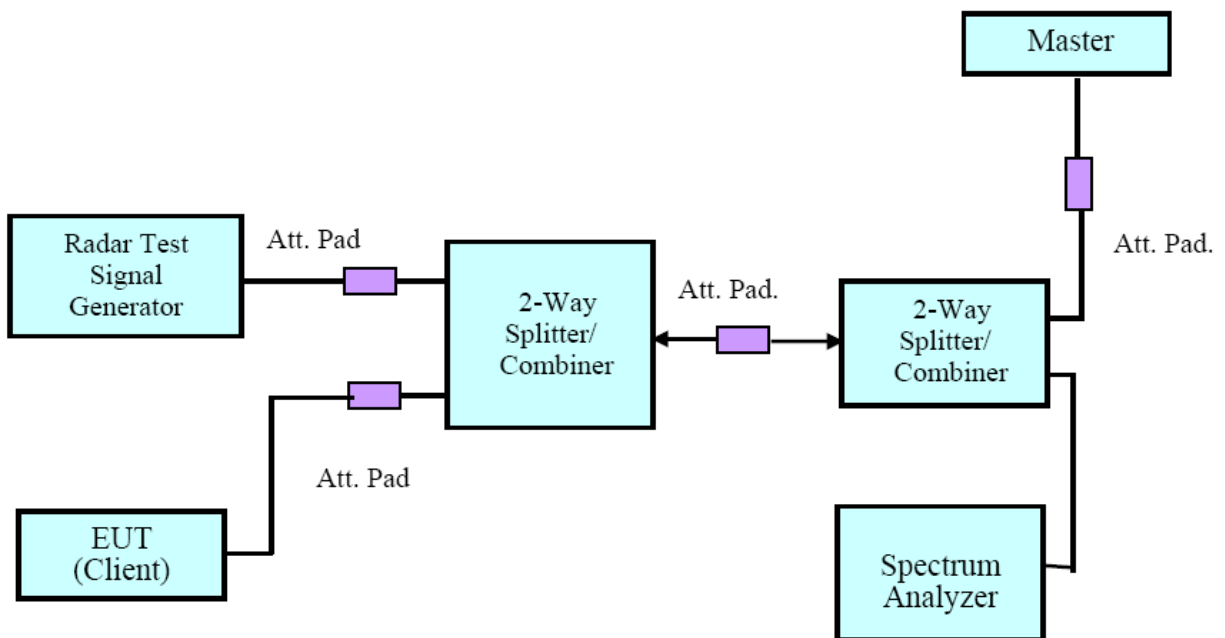 Master
Att. Pad.
Radar Test
Signal
Generator
Att. Pad
2-Way
Splitter/
Combiner
Att. Pad.
2-Way
Splitter/
Combiner
Att. Pad
EUT
(Client)
Spectrum
Analyzer